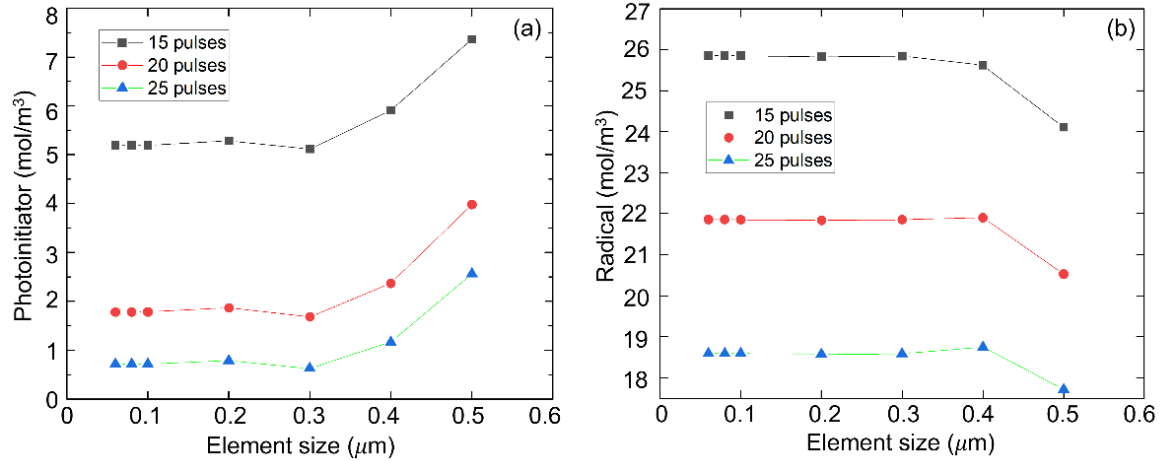 (a)
15 pulses
20 pulses
25 pulses
Photoinitiator (mol/m³)
8
7
6
5
4
3
2
1
0
0 0.1 0.2 0.3 0.4 0.5 0.6
Element size (μm)
(b)
15 pulses
20 pulses
25 pulses
Radical (mol/m³)
27
26
25
24
23
22
21
20
19
18
0 0.1 0.2 0.3 0.4 0.5 0.6
Element size (μm)